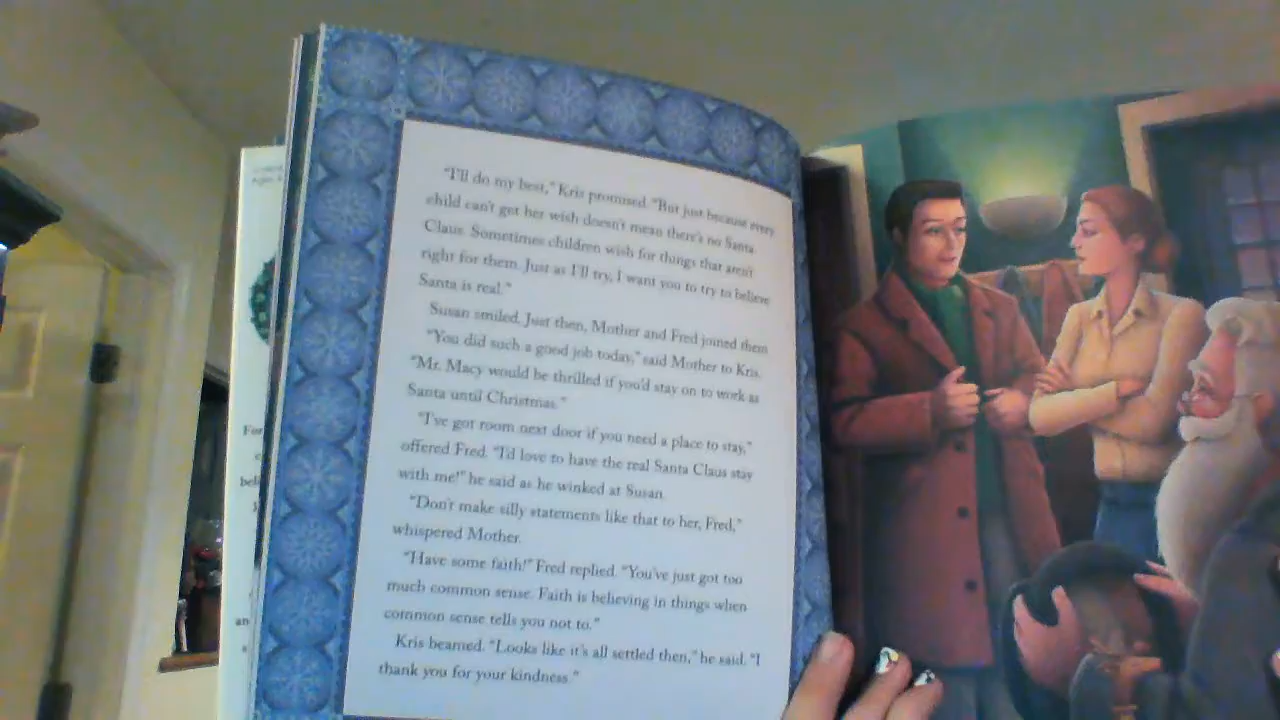 "I'll do my best," Kris promised. "But just because every
child can't get her wish doesn't mean there's no Santa
Claus. Sometimes children wish for things that aren't
right for them. Just as I'll try, I want you to try to believe
Santa is real."
Susan smiled. Just then, Mother and Fred joined them
"You did such a good job today," said Mother to Kris.
"Mr. Macy would be thrilled if you'd stay on to work as
Santa until Christmas."
"I've got room next door if you need a place to stay,"
offered Fred. "I'd love to have the real Santa Claus stay
with me!" he said as he winked at Susan.
"Don't make silly statements like that to her, Fred,"
whispered Mother.
"Have some faith!" Fred replied. "You've just got too
much common sense. Faith is believing in things when
common sense tells you not to."
Kris beamed. "Looks like it's all settled then," he said. "I
thank you for your kindness."